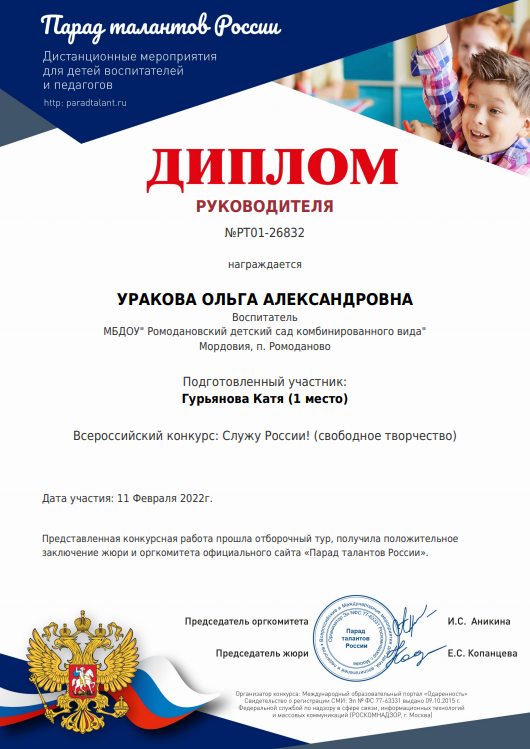 Парад талантов России
Дистанционные мероприятия
для детей воспитателей
и педагогов
http: paradtalant.ru
ДИПЛОМ
РУКОВОДИТЕЛЯ
№РТ01-26832
награждается
УРАКОВА ОЛЬГА АЛЕКСАНДРОВНА
Воспитатель
МБДОУ" Ромодановский детский сад комбинированного вида"
Мордовия, п. Ромоданово
Подготовленный участник:
Гурьянова Катя (1 место)
Всероссийский конкурс: Служу России! (свободное творчество)
Дата участия: 11 Февраля 2022г.
Представленная конкурсная работа прошла отборочный тур, получила положительное
заключение жюри и оргкомитета официального сайта «Парад талантов России».
Председатель оргкомитета
И.С. Аникина
Парад
талантов
России
Председатель жюри
Е.С. Копанцева
Организатор конкурса: Международный образовательный портал «Одаренность»
Свидетельство о регистрации СМИ: Эл № ФС 77-63331 выдано 09.10.2015 г.
Федеральной службой по надзору в сфере связи, информационных технологий
и массовых коммуникаций (РОСКОМНАДЗОР, г. Москва)